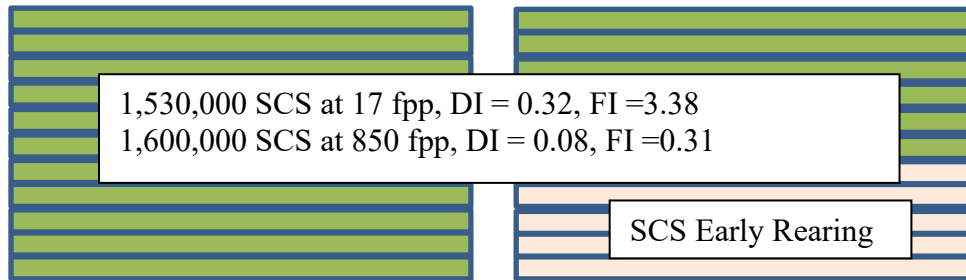 1,530,000 SCS at 17 fpp, DI = 0.32, FI =3.38
1,600,000 SCS at 850 fpp, DI = 0.08, FI =0.31
SCS Early Rearing